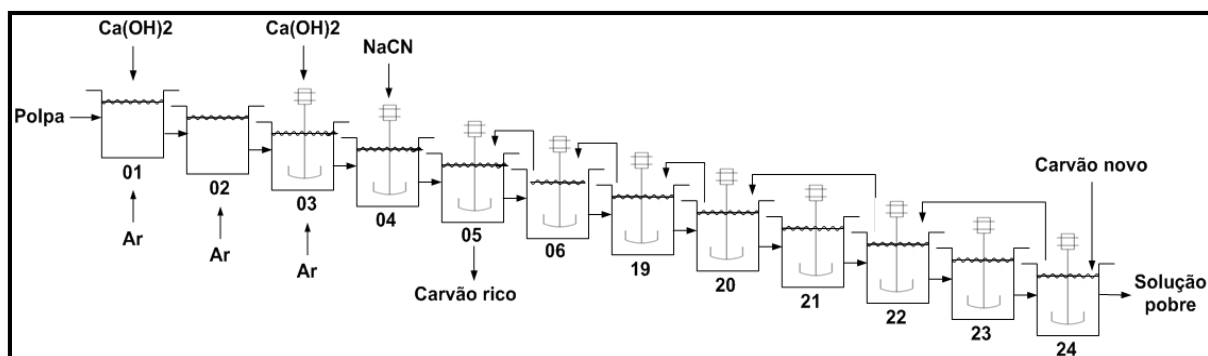 Ca(OH)2
Ca(OH)2
NaCN
Polpa
01
02
03
04
05
06
19
20
21
22
23
24
Ar
Ar
Ar
Carvão rico
Carvão novo
Solução
pobre